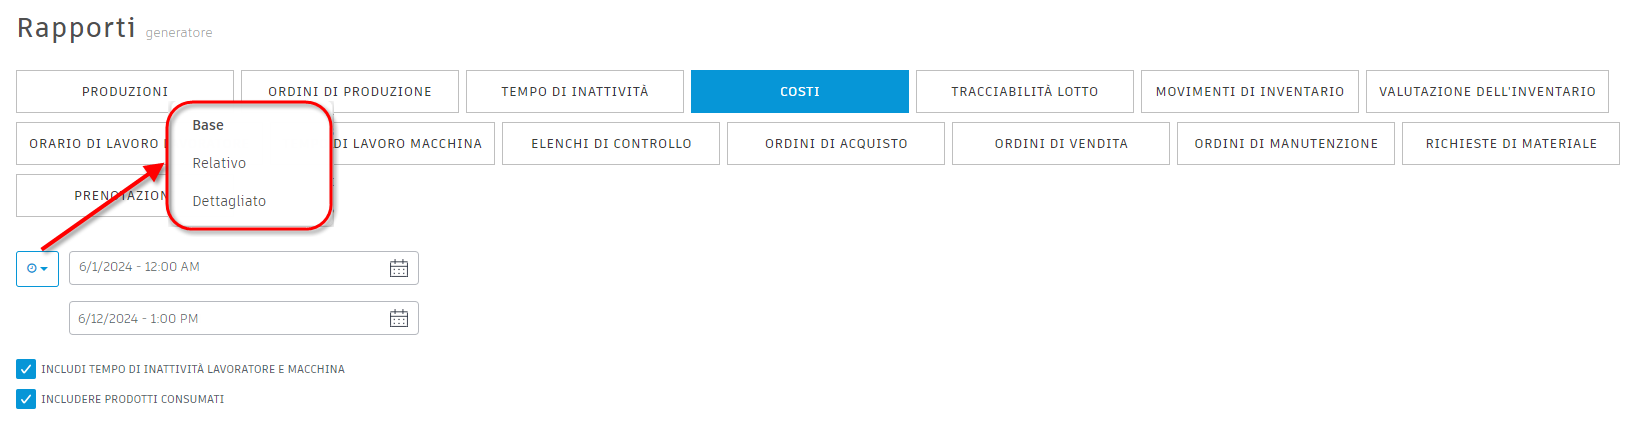 Rapporti generatore
PRODUZIONI
ORDINI DI PRODUZIONE
TEMPO DI INATTIVITÀ
COSTI
TRACCIABILITÀ LOTTO
MOVIMENTI DI INVENTARIO
VALUTAZIONE DELL'INVENTARIO
ORARIO DI LAVORO
DI LAVORO MACCHINA
ELENCHI DI CONTROLLO
ORDINI DI ACQUISTO
ORDINI DI VENDITA
ORDINI DI MANUTENZIONE
RICHIESTE DI MATERIALE
PRENOTAZION
Base
Relativo
Dettagliato
6/1/2024 - 12:00 AM
6/12/2024 - 1:00 PM
INCLUDI TEMPO DI INATTIVITÀ LAVORATORE E MACCHINA
INCLUDERE PRODOTTI CONSUMATI